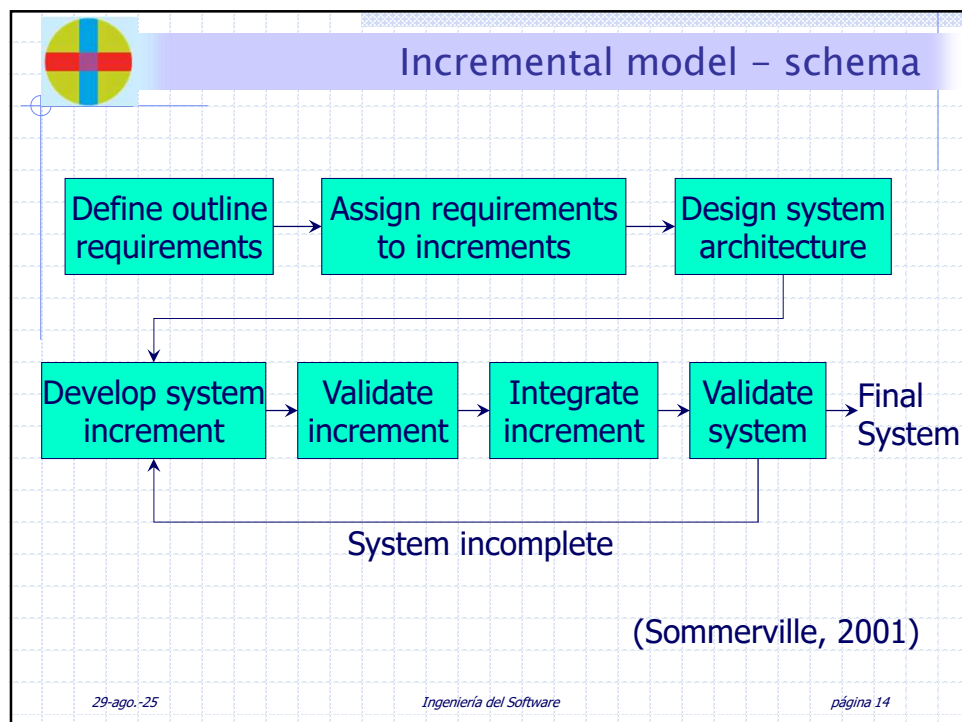 Incremental model – schema
Define outline
requirements
Assign requirements
to increments
Design system
architecture
Develop system
increment
Validate
increment
Integrate
increment
Validate
system
Final
System
System incomplete
(Sommerville, 2001)
29-ago.-25
Ingeniería del Software
página 14